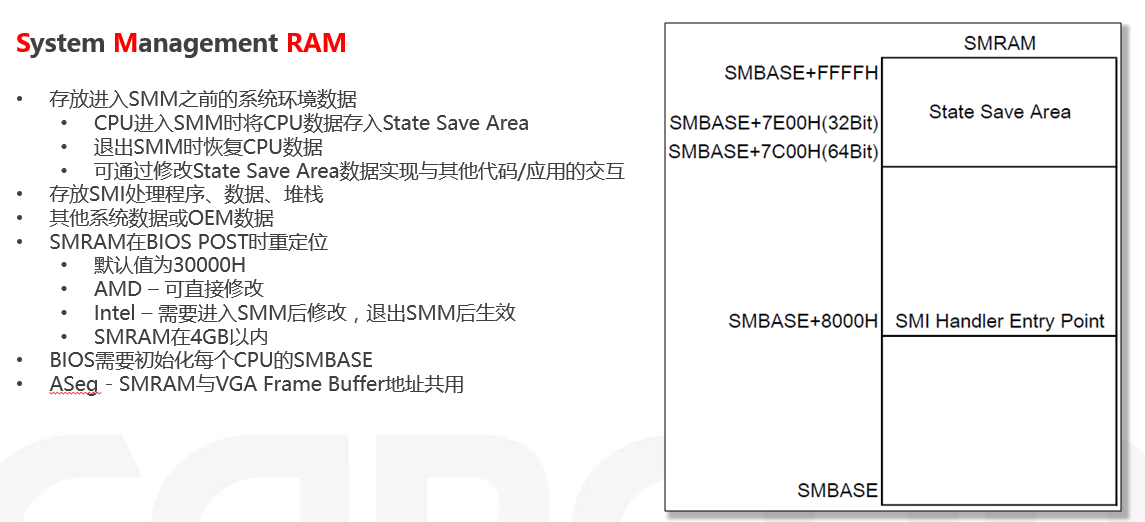 System Management RAM
• 存放进入SMM之前的系统环境数据
• CPU进入SMM时将CPU数据存入State Save Area
• 退出SMM时恢复CPU数据
• 可通过修改State Save Area数据实现与其他代码/应用的交互
• 存放SMI处理程序、数据、堆栈
• 其他系统数据或OEM数据
• SMRAM在BIOS POST时重定位
• 默认值为30000H
• AMD – 可直接修改
• Intel – 需要进入SMM后修改，退出SMM后生效
• SMRAM在4GB以内
• BIOS需要初始化每个CPU的SMBASE
• ASeg - SMRAM与VGA Frame Buffer地址共用
SMRAM
SMBASE+FFFFH
State Save Area
SMBASE+7E00H(32Bit)
SMBASE+7C00H(64Bit)
SMBASE+8000H
SMI Handler Entry Point
SMBASE